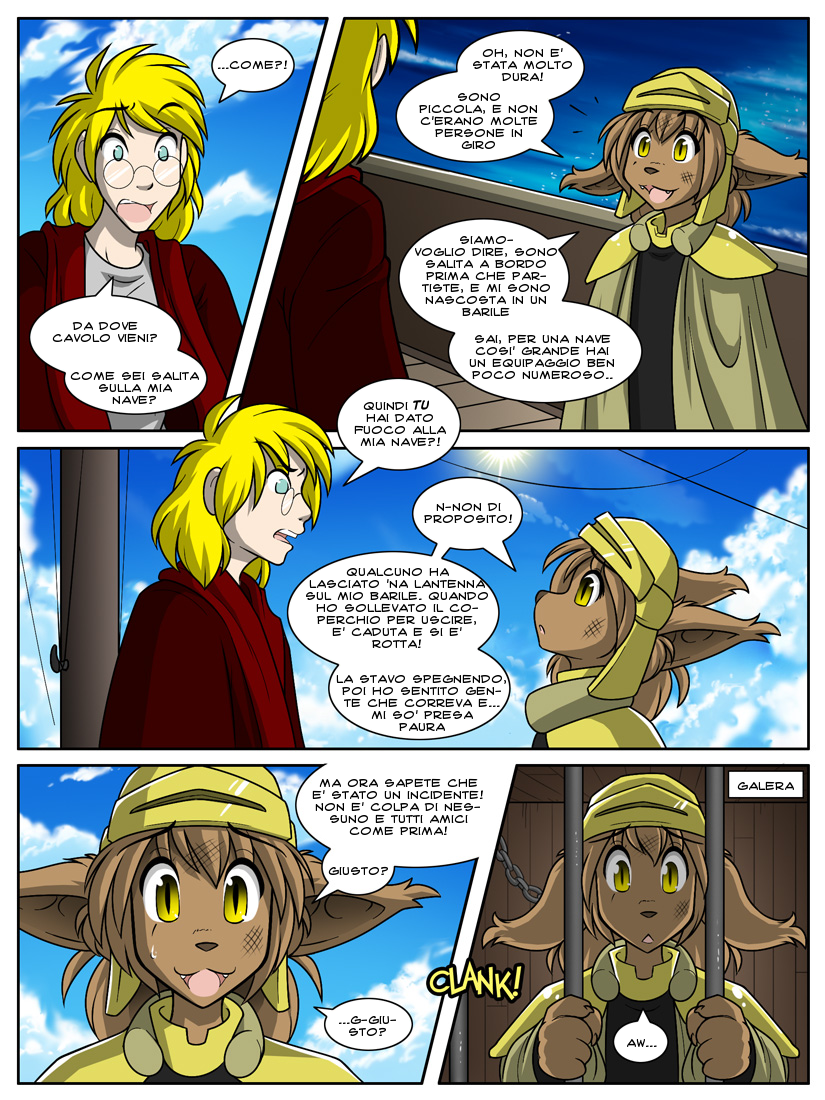 ...COME?!
DA DOVE
CAVOLO VIENI?
COME SEI SALITA
SULLA MIA
NAVE?
OH, NON E'
STATA MOLTO
DURA!
SONO
PICCOLA, E NON
C'ERANO MOLTE
PERSONE IN
GIRO
SIAMO-
VOGLIO DIRE, SONO
SALITA A BORDO
PRIMA CHE PAR-
TISTE, E MI SONO
NASCOSTA IN UN
BARILE
SAI, PER UNA NAVE
COSI' GRANDE HAI
UN EQUIPAGGIO BEN
POCO NUMEROSO..
QUINDI TU
HAI DATO
FUOCO ALLA
MIA NAVE?!
N-NON DI
PROPOSITO!
QUALCUNO HA
LASCIATO 'NA LANTENNA
SUL MIO BARILE. QUANDO
HO SOLLEVATO IL CO-
PERCHIO PER USCIRE,
E' CADUTA E SI E'
ROTTA!
LA STAVO SPEGNENDO,
POI HO SENTITO GEN-
TE CHE CORREVA E...
MI SO' PRESA
PAURA
MA ORA SAPETE CHE
E' STATO UN INCIDENTE!
NON E' COLPA DI NES-
SUNO E TUTTI AMICI
COME PRIMA!
GIUSTO?
...G-GIU-
STO?
GALERA
CLANK!
AW...